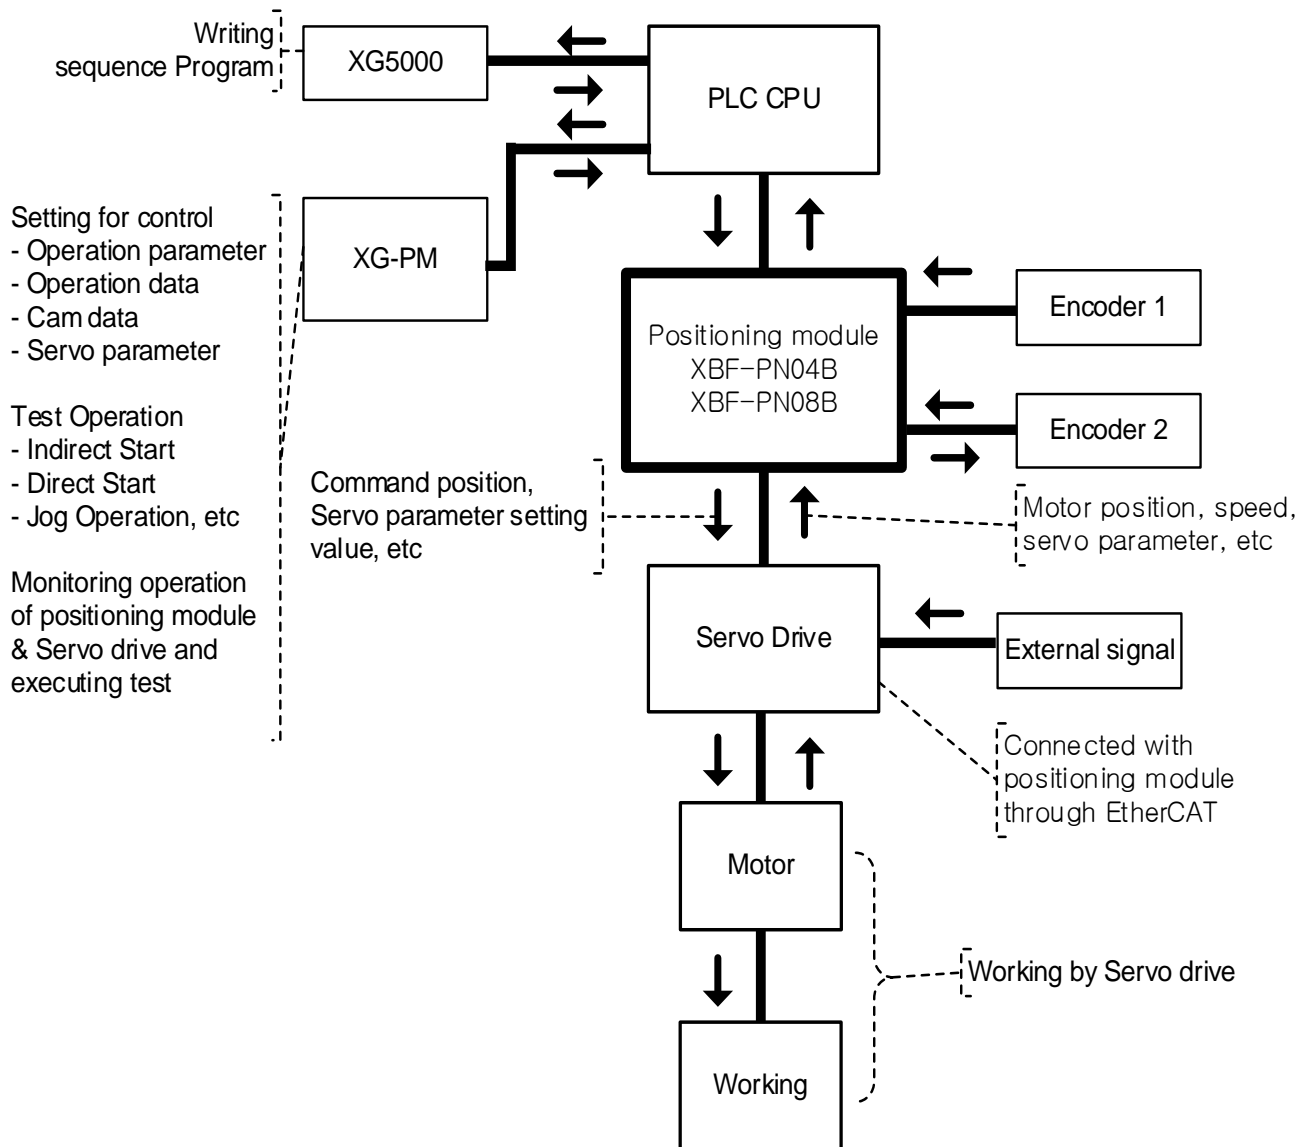 Writing
sequence Program
XG5000
PLC CPU
Setting for control
- Operation parameter
- Operation data
- Cam data
- Servo parameter
Test Operation
- Indirect Start
- Direct Start
- Jog Operation, etc
Monitoring operation
of positioning module
& Servo drive and
executing test
XG-PM
Positioning module
XBF-PN04B
XBF-PN08B
Encoder 1
Encoder 2
Command position,
Servo parameter setting
value, etc
Motor position, speed,
servo parameter, etc
Servo Drive
External signal
Connected with
positioning module
through EtherCAT
Motor
Working by Servo drive
Working